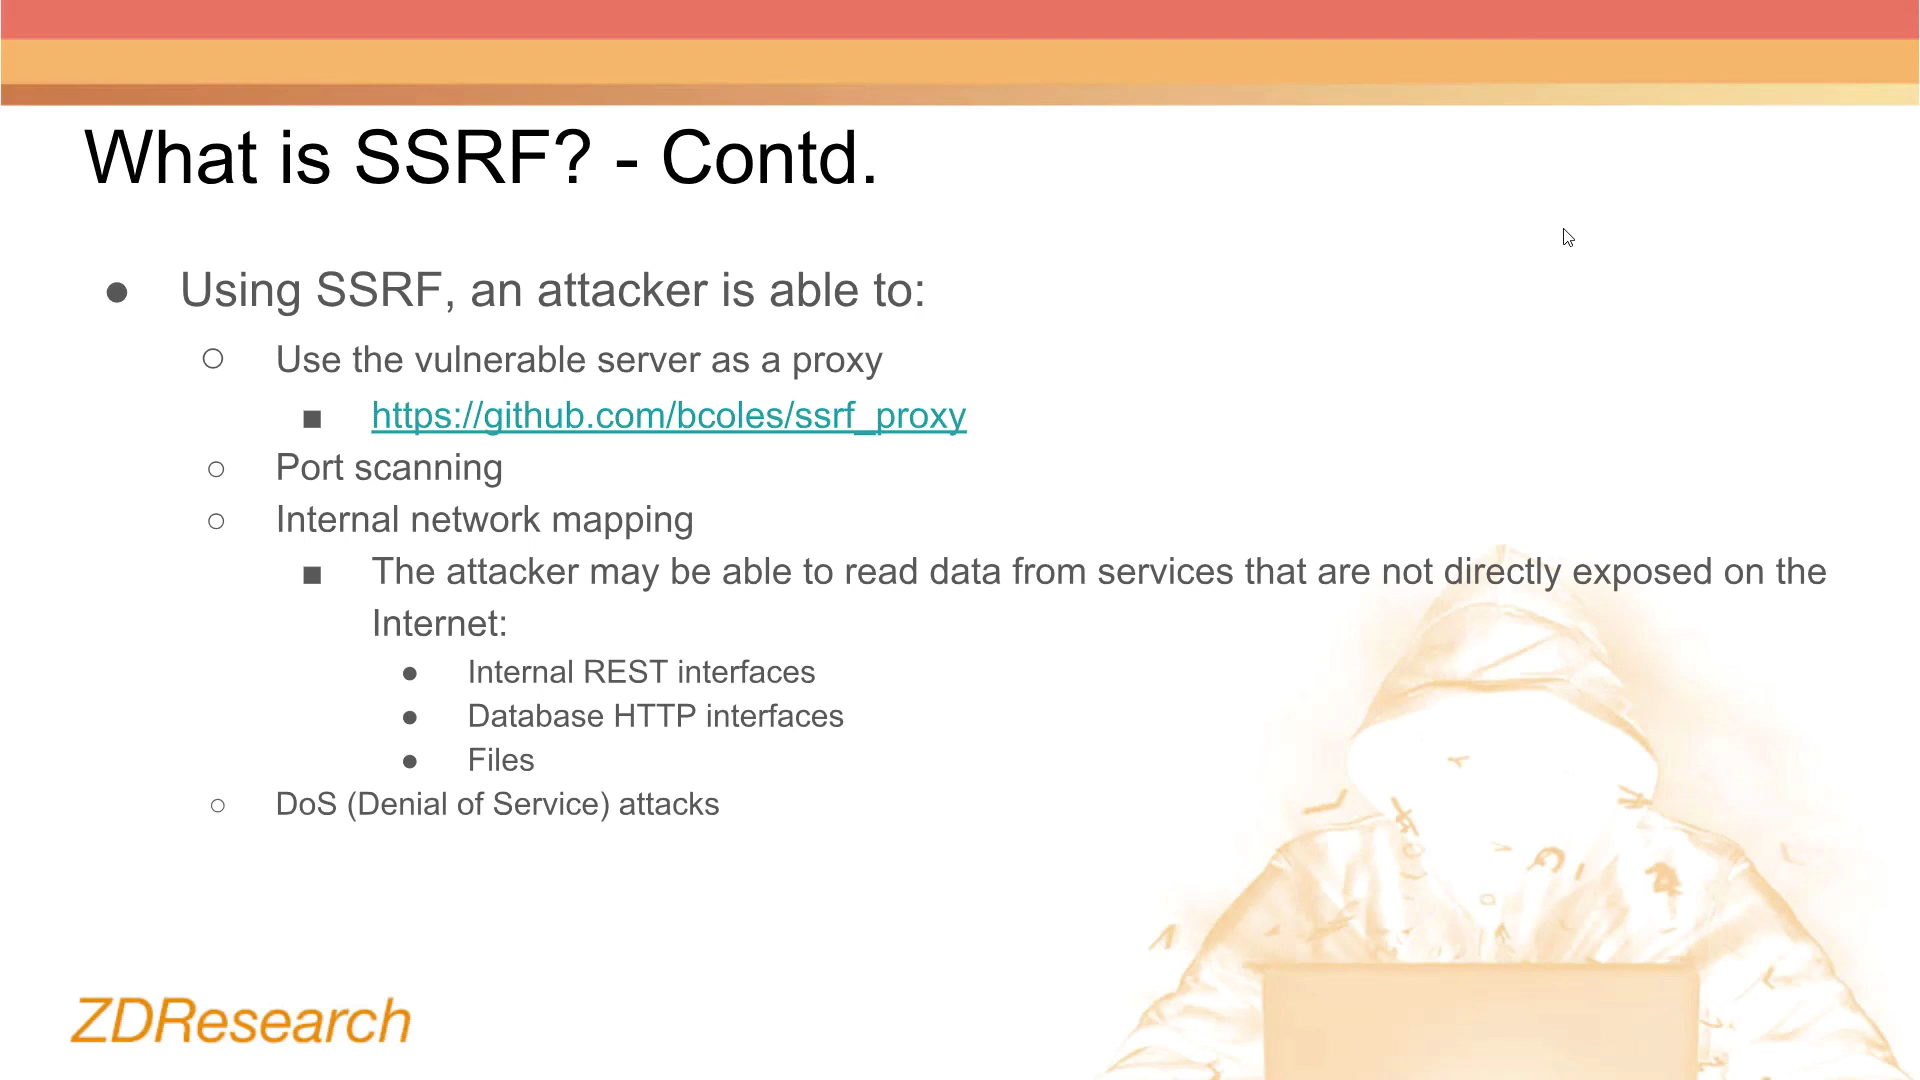 What is SSRF? - Contd.
● Using SSRF, an attacker is able to:
○ Use the vulnerable server as a proxy
■ https://github.com/bcoles/ssrf_proxy
○ Port scanning
○ Internal network mapping
■ The attacker may be able to read data from services that are not directly exposed on the
Internet:
● Internal REST interfaces
● Database HTTP interfaces
● Files
○ DoS (Denial of Service) attacks
ZDResearch